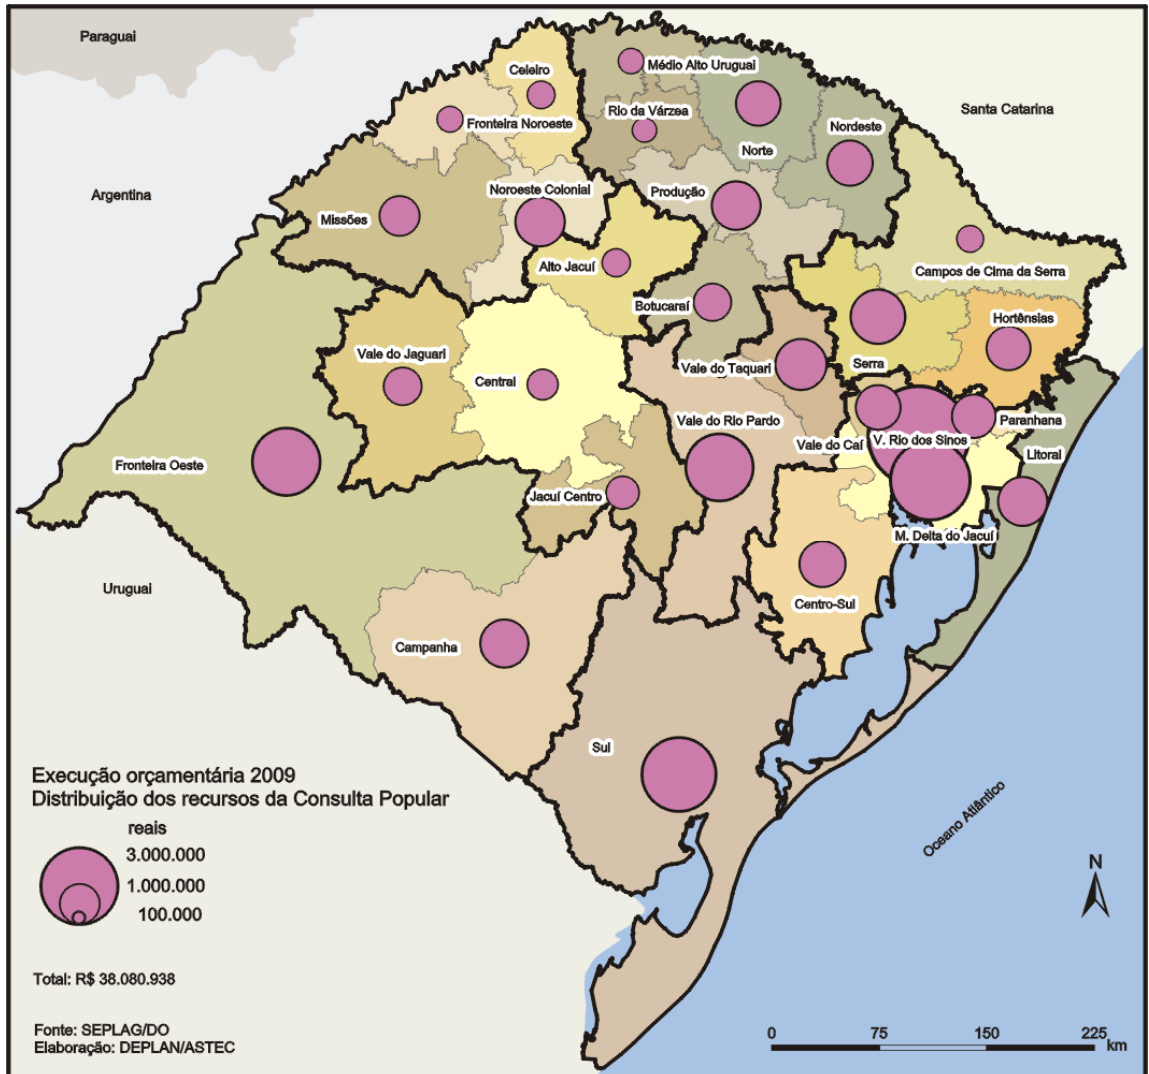 Paraguai
Celeiro
Médio Alto Uruguai
Santa Catarina
Rio da Várzea
Fronteira Noroeste
Nordeste
Norte
Argentina
Noroeste Colonial
Produção
Missões
Alto Jacuí
Campos de Cima da Serra
Botucaraí
Hortênsias
Vale do Jaguari
Central
Vale do Taquari
Serra
Vale do Rio Pardo
Paranhana
V. Rio dos Sinos
Vale do Caí
Litoral
Fronteira Oeste
Jacuí Centro
M. Delta do Jacuí
Uruguai
Centro-Sul
Campanha
Sul
Oceano Atlântico
Execução orçamentária 2009
Distribuição dos recursos da Consulta Popular
reais
3.000.000
1.000.000
100.000
N
Total: R$ 38.080.938
Fonte: SEPLAG/DO
Elaboração: DEPLAN/ASTEC
0 75 150 225
km